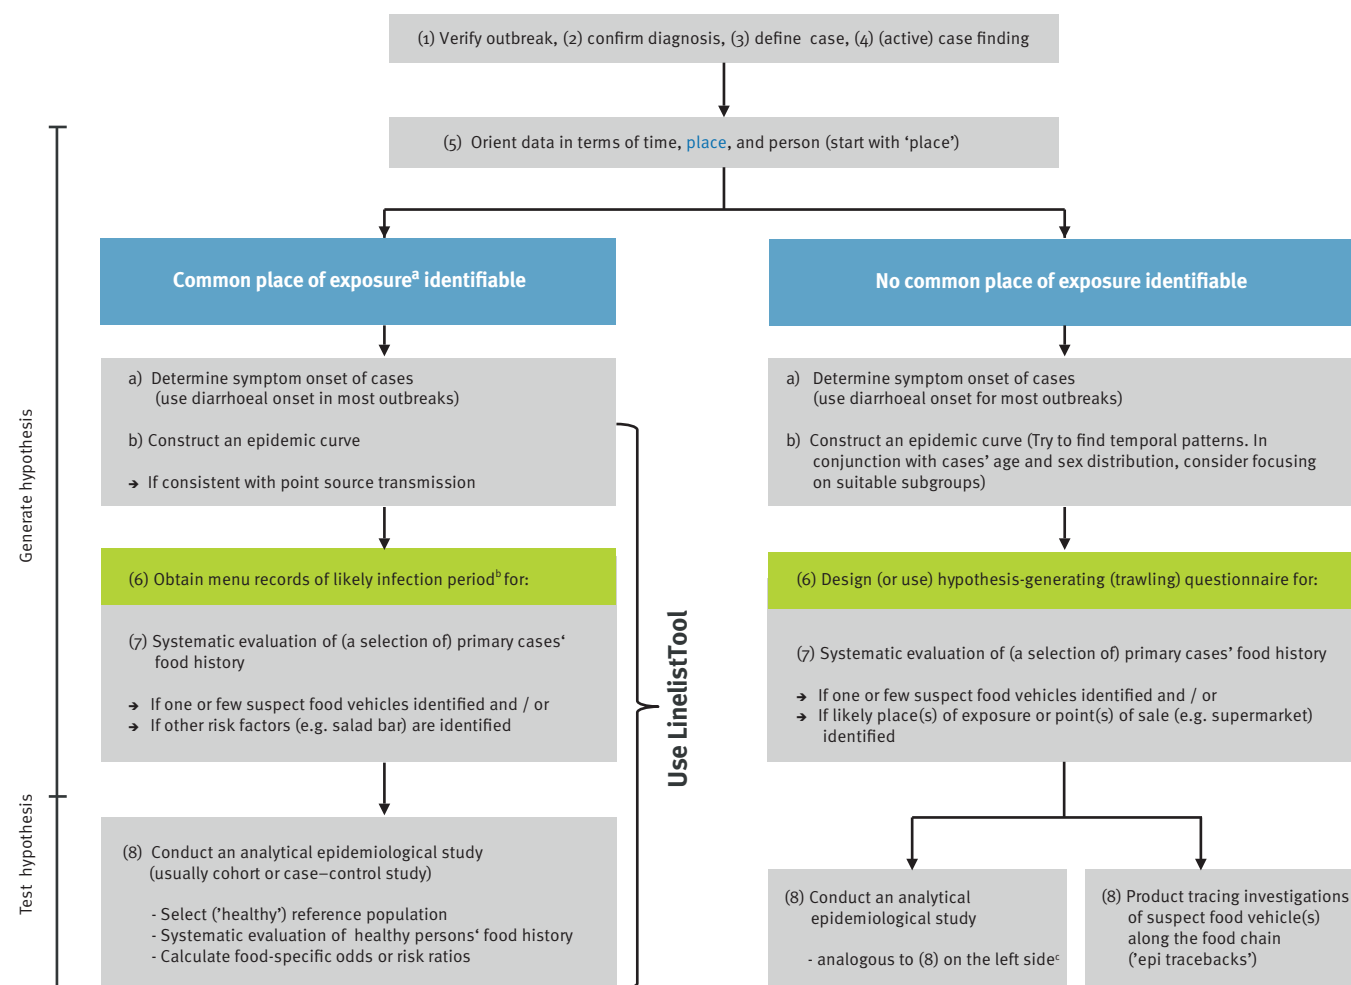 (1) Verify outbreak, (2) confirm diagnosis, (3) define case, (4) (active) case finding
(5) Orient data in terms of time, place, and person (start with ‘place’)
Common place of exposureᵃ identifiable
a) Determine symptom onset of cases
(use diarrhoeal onset in most outbreaks)
b) Construct an epidemic curve
➔ If consistent with point source transmission
(6) Obtain menu records of likely infection periodᵇ for:
(7) Systematic evaluation of (a selection of) primary cases‘
food history
➔ If one or few suspect food vehicles identified and / or
➔ If other risk factors (e.g. salad bar) are identified
(8) Conduct an analytical epidemiological study
(usually cohort or case–control study)
- Select (’healthy’) reference population
- Systematic evaluation of healthy persons‘ food history
- Calculate food-specific odds or risk ratios
No common place of exposure identifiable
a) Determine symptom onset of cases
(use diarrhoeal onset for most outbreaks)
b) Construct an epidemic curve (Try to find temporal patterns. In
conjunction with cases’ age and sex distribution, consider focusing
on suitable subgroups)
(6) Design (or use) hypothesis-generating (trawling) questionnaire for:
(7) Systematic evaluation of (a selection of) primary cases’ food history
➔ If one or few suspect food vehicles identified and / or
➔ If likely place(s) of exposure or point(s) of sale (e.g. supermarket)
identified
(8) Conduct an analytical
epidemiological study
- analogous to (8) on the left sideᶜ
(8) Product tracing investigations
of suspect food vehicle(s)
along the food chain
(’epi tracebacks’)
Generate hypothesis
Test hypothesis
Use LinelistTool